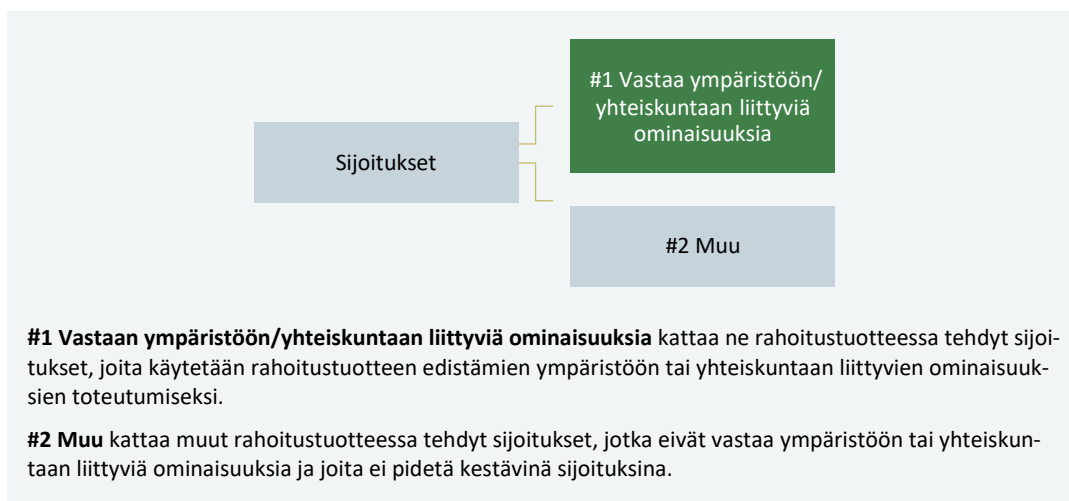 #1 Vastaa ympäristöön/
yhteiskuntaan liittyviä
ominaisuuksia
Sijoitukset
#2 Muu
#1 Vastaan ympäristöön/yhteiskuntaan liittyviä ominaisuuksia kattaa ne rahoitustuotteessa tehdyt sijoi-
tukset, joita käytetään rahoitustuotteen edistämien ympäristöön tai yhteiskuntaan liittyvien ominaisuuk-
sien toteutumiseksi.
#2 Muu kattaa muut rahoitustuotteessa tehdyt sijoitukset, jotka eivät vastaa ympäristöön tai yhteiskun-
taan liittyviä ominaisuuksia ja joita ei pidetä kestävinä sijoituksina.